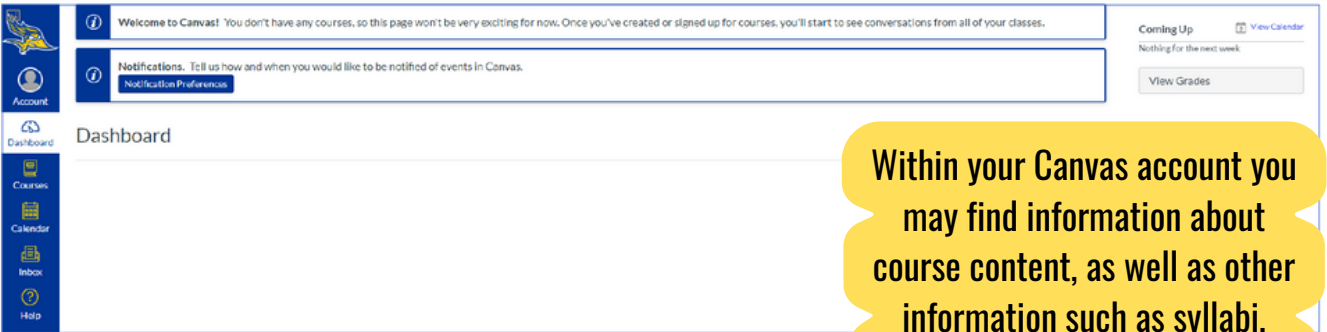 Welcome to Canvas! You don't have any courses, so this page won't be very exciting for now. Once you've created or signed up for courses, you'll start to see conversations from all of your classes.
Notifications. Tell us how and when you would like to be notified of events in Canvas.
Notification Preferences
Coming Up
View Calendar
Nothing for the next week
View Grades
Account
Dashboard
Courses
Calendar
Inbox
Help
Dashboard
Within your Canvas account you
may find information about
course content, as well as other
information such as syllabi,